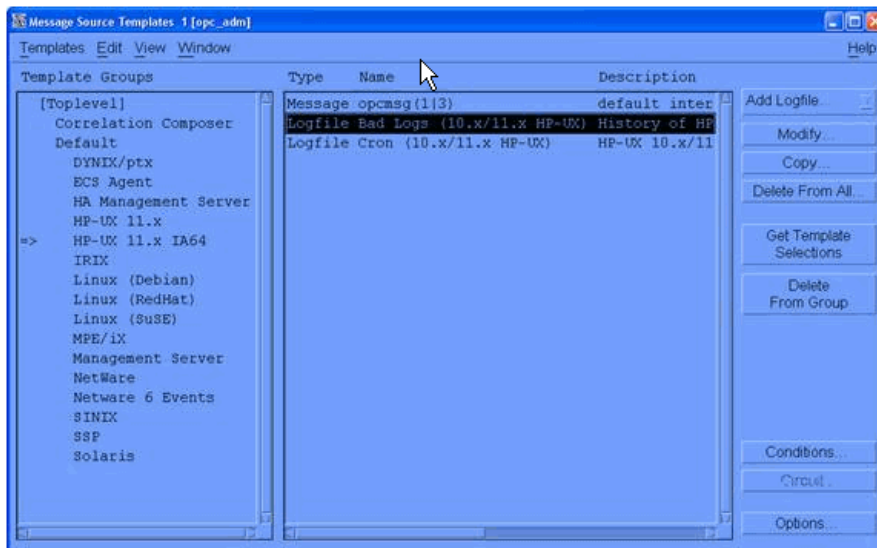 Message Source Templates 1 [opc_adm]
Templates Edit View Window Help
Template Groups
[Toplevel]
Correlation Composer
Default
DYNIX/ptx
ECS Agent
HA Management Server
HP-UX 11.x
=> HP-UX 11.x IA64
IRIX
Linux (Debian)
Linux (RedHat)
Linux (SuSE)
MPE/iX
Management Server
NetWare
Netware 6 Events
SINIX
SSP
Solaris
Type Name Description
Message opcmsg(1|3) default inter
Logfile Bad Logs (10.x/11.x HP-UX) History of HP
Logfile Cron (10.x/11.x HP-UX) HP-UX 10.x/11
Add Logfile...
Modify...
Copy...
Delete From All...
Get Template
Selections
Delete
From Group
Conditions...
Circuit...
Options...